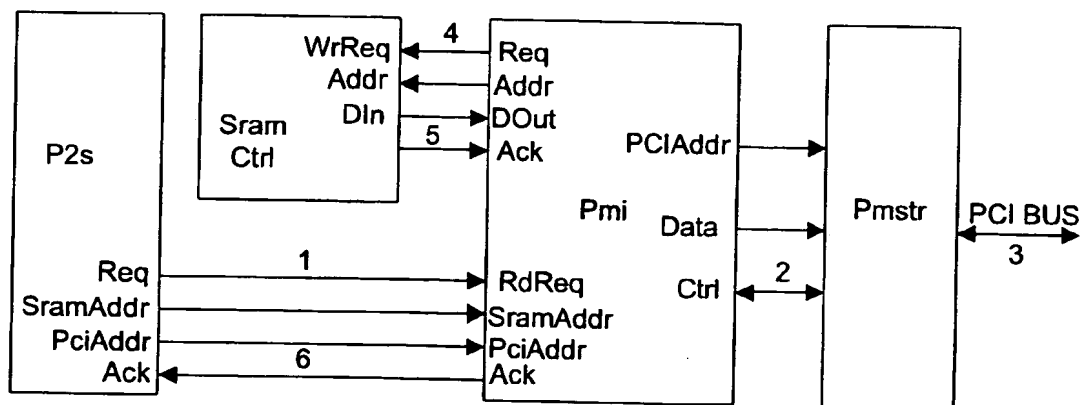 P2s
Req
SramAddr
PciAddr
Ack
WrReq
Addr
DIn
Sram
Ctrl
4
5
1
6
Req
Addr
DOut
Ack
Pmi
PCIAddr
Data
Ctrl
RdReq
SramAddr
PciAddr
Ack
2
Pmstr
PCI BUS
3